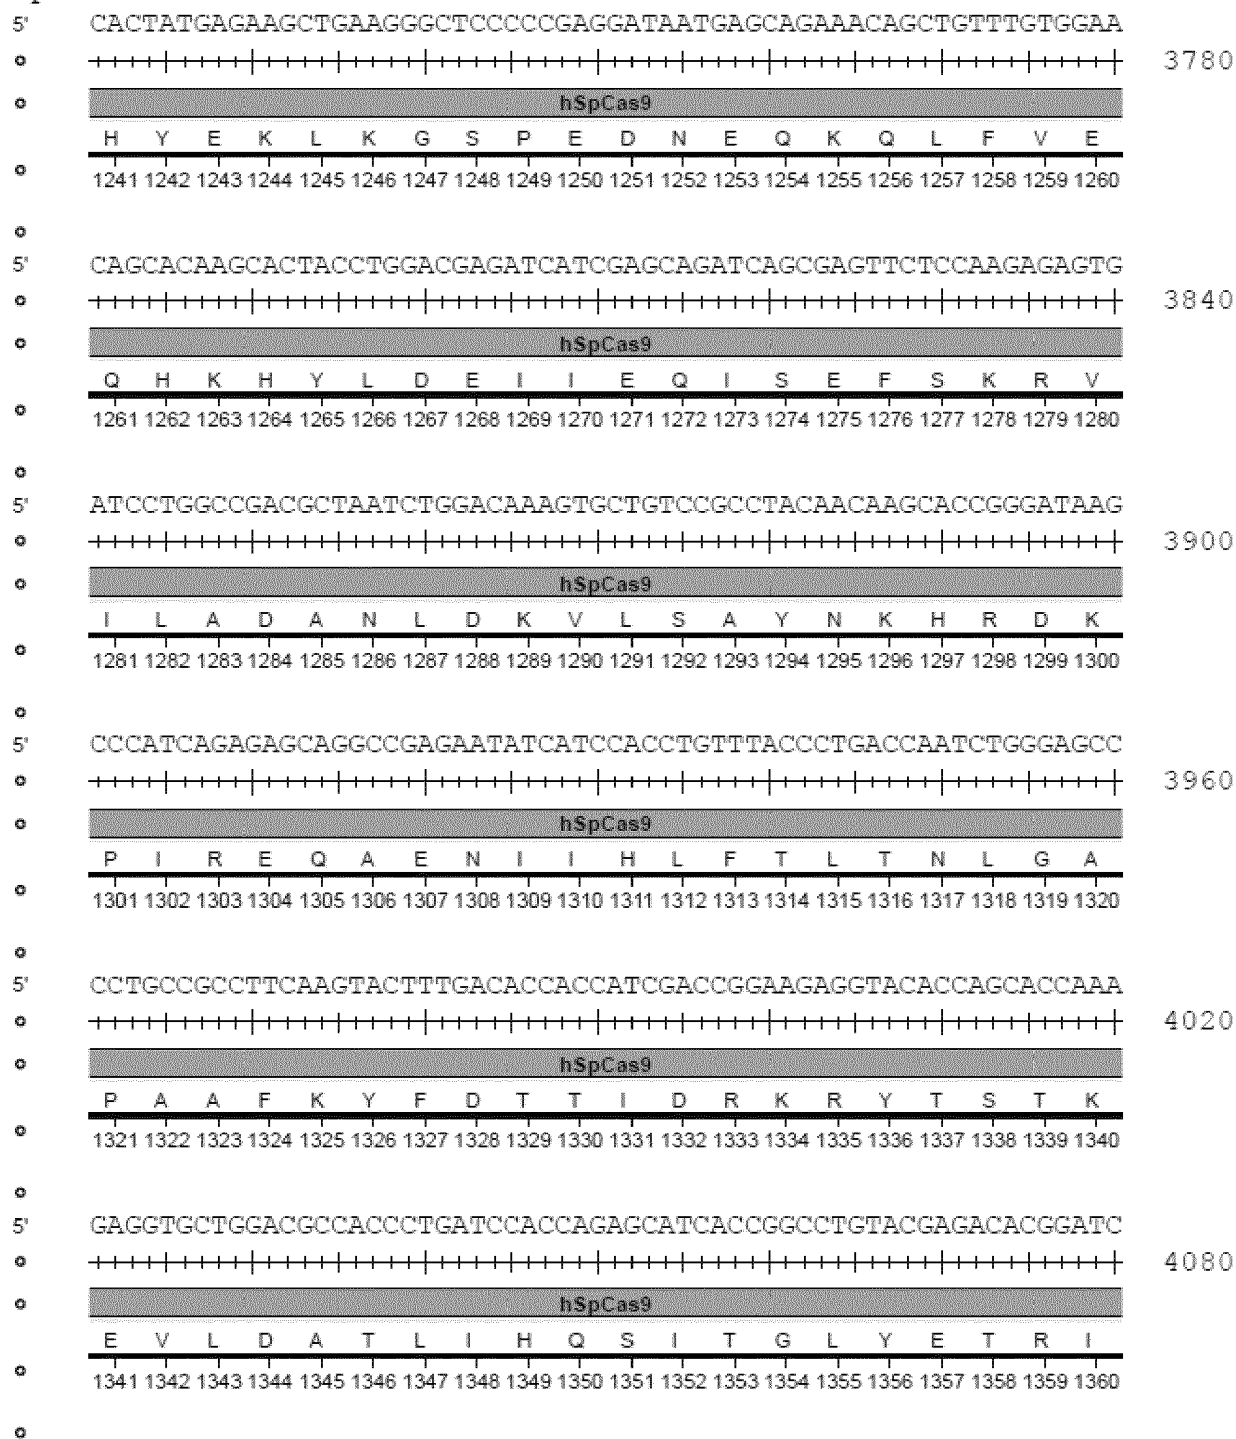 5' CACTATGAGAAGCTGAAGGGCTCCCCCGAGGATAATGAGCAGAAACAGCTGTTTGTGGAA
3780
hSpCas9
H Y E K L K G S P E D N E Q K Q L F V E
1241 1242 1243 1244 1245 1246 1247 1248 1249 1250 1251 1252 1253 1254 1255 1256 1257 1258 1259 1260
5' CAGCACAAGCACTACCTGGACGAGATCATCGAGCAGATCAGCGAGTTCTCCAAGAGAGTG
3840
hSpCas9
Q H K H Y L D E I I E Q I S E F S K R V
1261 1262 1263 1264 1265 1266 1267 1268 1269 1270 1271 1272 1273 1274 1275 1276 1277 1278 1279 1280
5' ATCCTGGCCGACGCTAATCTGGACAAAGTGCTGTCCGCCTACAACAAGCACCGGGATAAG
3900
hSpCas9
I L A D A N L D K V L S A Y N K H R D K
1281 1282 1283 1284 1285 1286 1287 1288 1289 1290 1291 1292 1293 1294 1295 1296 1297 1298 1299 1300
5' CCCATCAGAGAGCAGGCCGAGAATATCATCCACCTGTTTACCCTGACCAATCTGGGAGCC
3960
hSpCas9
P I R E Q A E N I I H L F T L T N L G A
1301 1302 1303 1304 1305 1306 1307 1308 1309 1310 1311 1312 1313 1314 1315 1316 1317 1318 1319 1320
5' CCTGCCGCCTTCAAGTACTTTGACACCACCATCGACCGGAAGAGGTACACCAGCACCAAA
4020
hSpCas9
P A A F K Y F D T T I D R K R Y T S T K
1321 1322 1323 1324 1325 1326 1327 1328 1329 1330 1331 1332 1333 1334 1335 1336 1337 1338 1339 1340
5' GAGGTGCTGGACGCCACCCTGATCCACCAGAGCATCACCGGCCTGTACGAGACACGGATC
4080
hSpCas9
E V L D A T L I H Q S I T G L Y E T R I
1341 1342 1343 1344 1345 1346 1347 1348 1349 1350 1351 1352 1353 1354 1355 1356 1357 1358 1359 1360